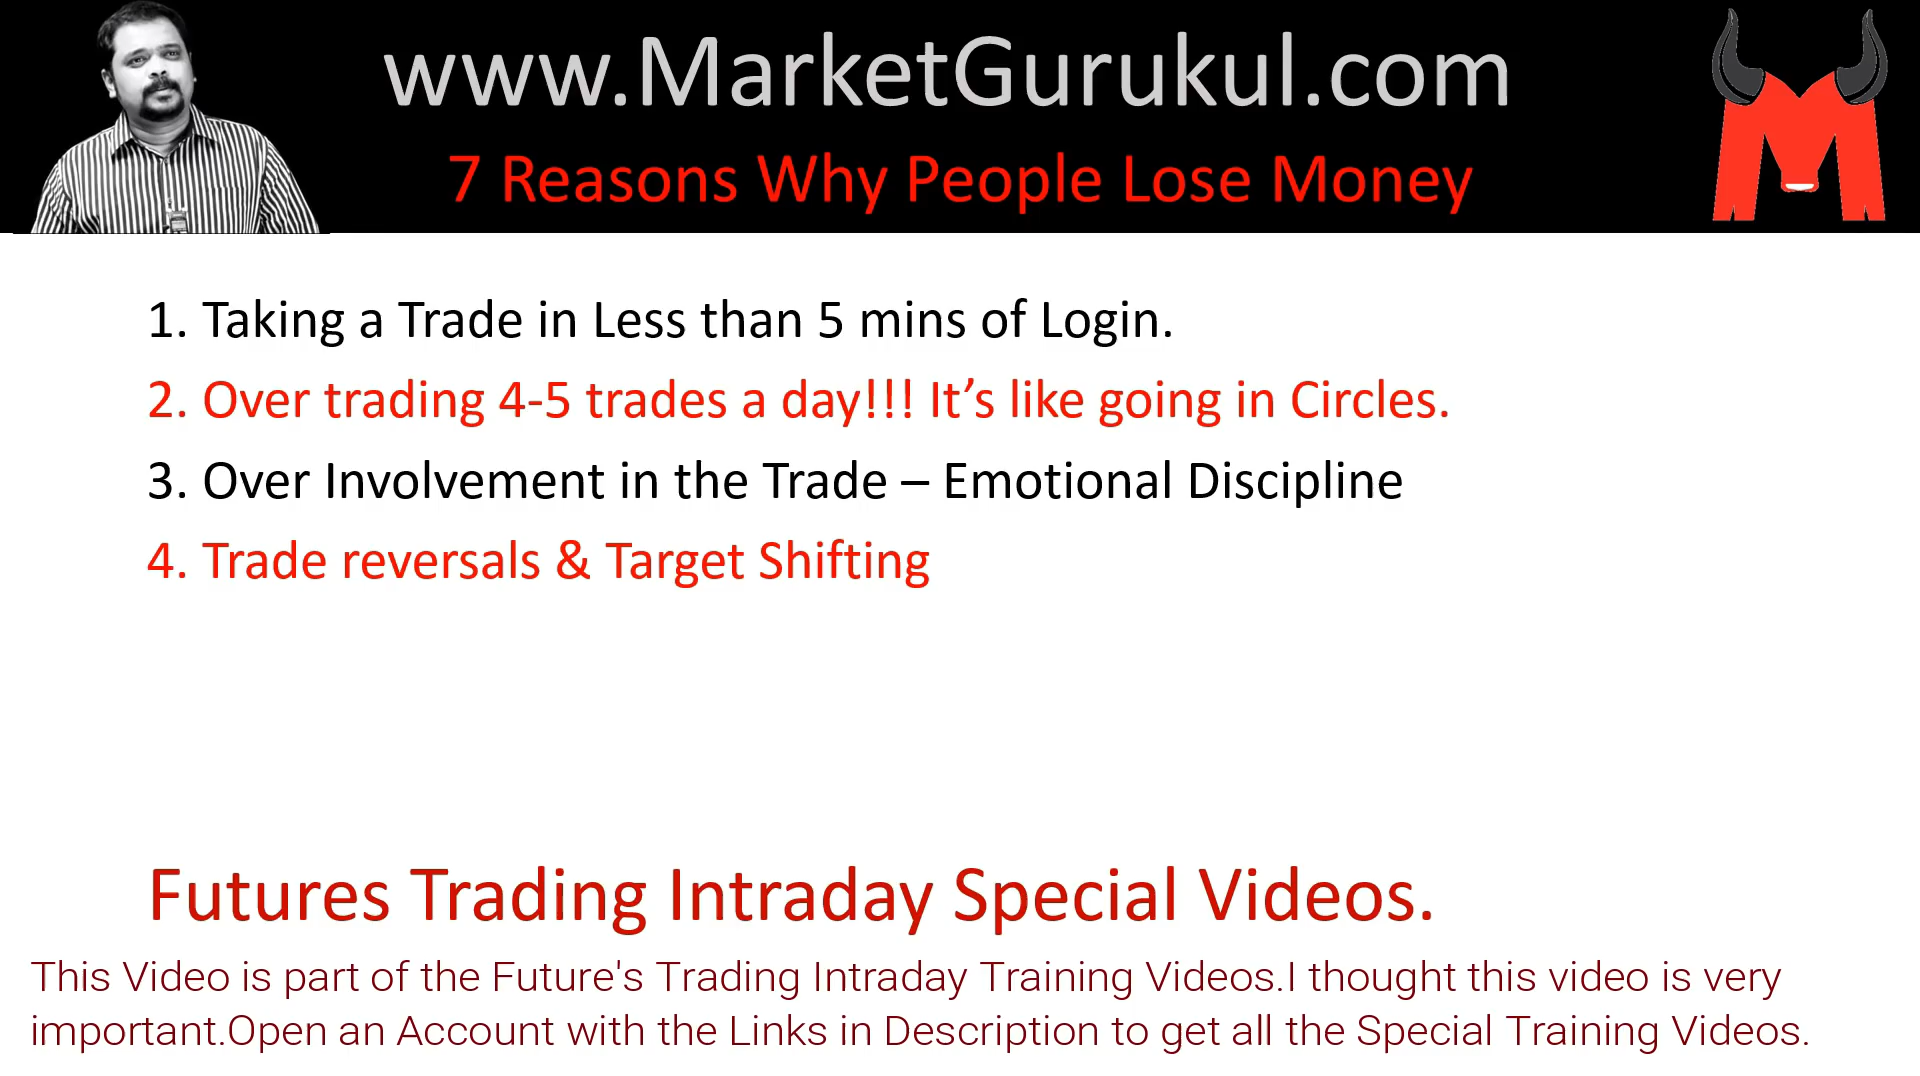 www.MarketGurukul.com
7 Reasons Why People Lose Money
1. Taking a Trade in Less than 5 mins of Login.
2. Over trading 4-5 trades a day!!! It’s like going in Circles.
3. Over Involvement in the Trade – Emotional Discipline
4. Trade reversals & Target Shifting
Futures Trading Intraday Special Videos.
This Video is part of the Future's Trading Intraday Training Videos.I thought this video is very
important.Open an Account with the Links in Description to get all the Special Training Videos.